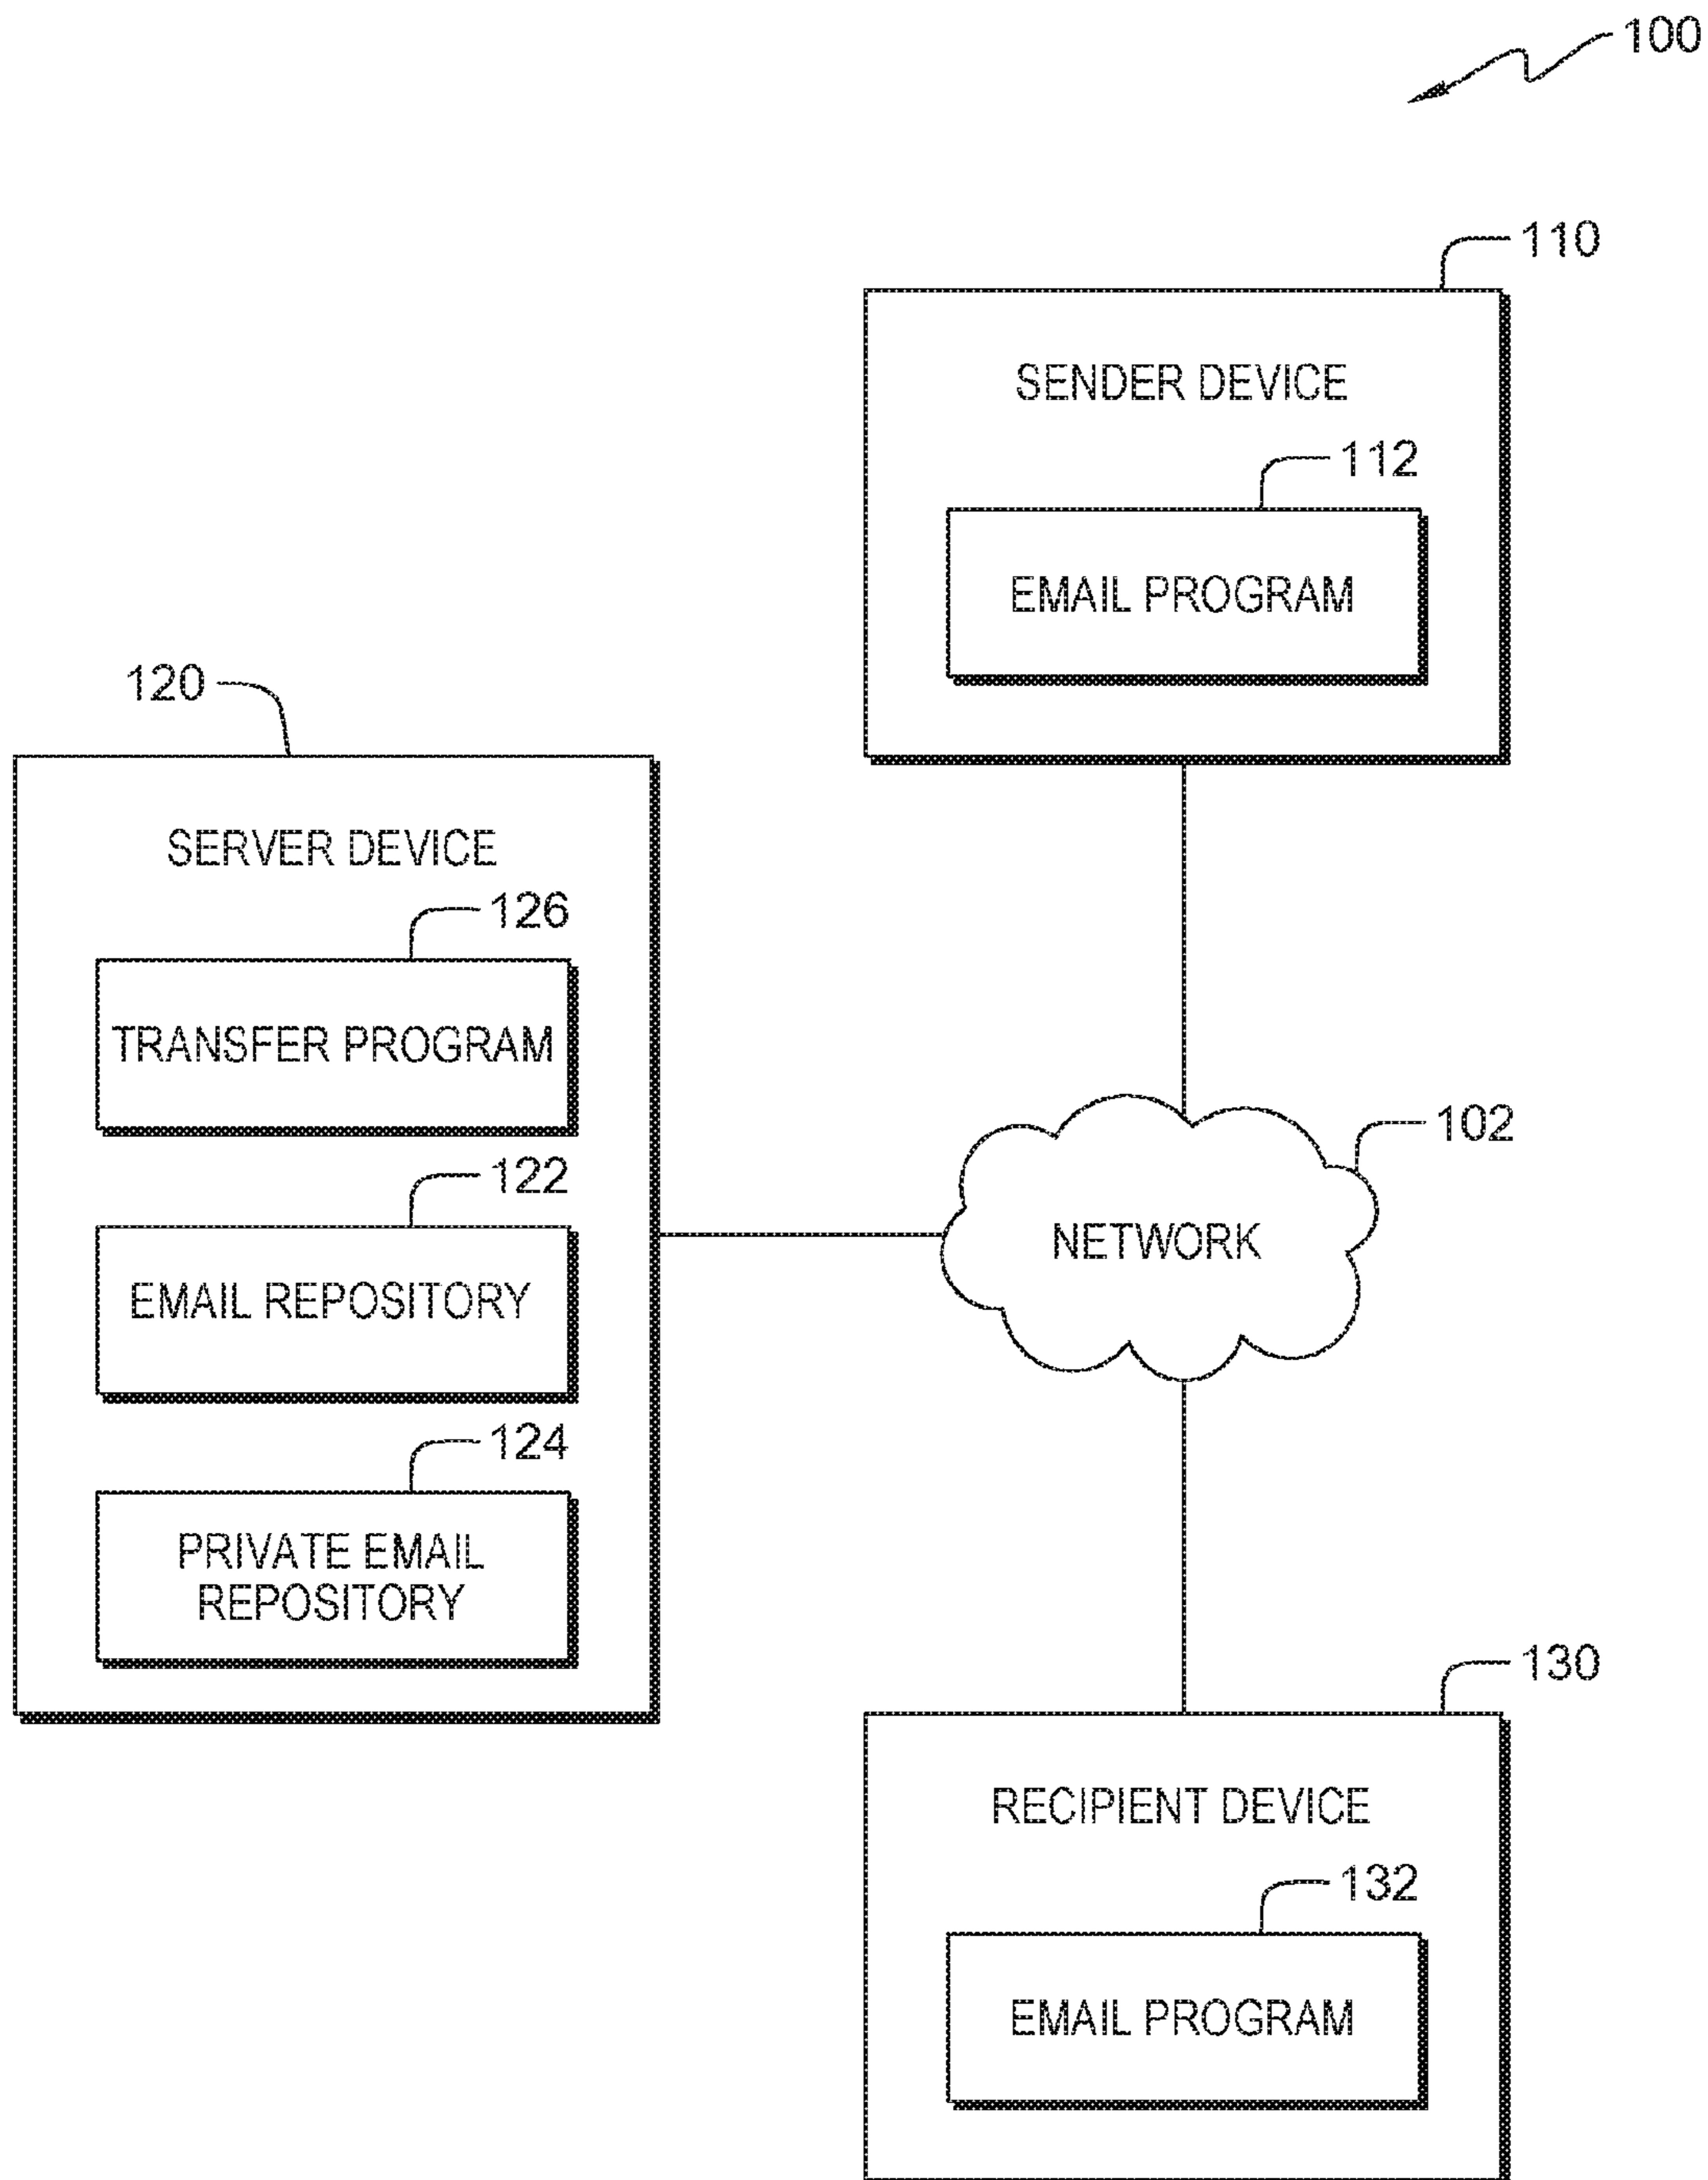 100
110
SENDER DEVICE
112
EMAIL PROGRAM
120
SERVER DEVICE
126
TRANSFER PROGRAM
122
EMAIL REPOSITORY
124
PRIVATE EMAIL
REPOSITORY
102
NETWORK
130
RECIPIENT DEVICE
132
EMAIL PROGRAM